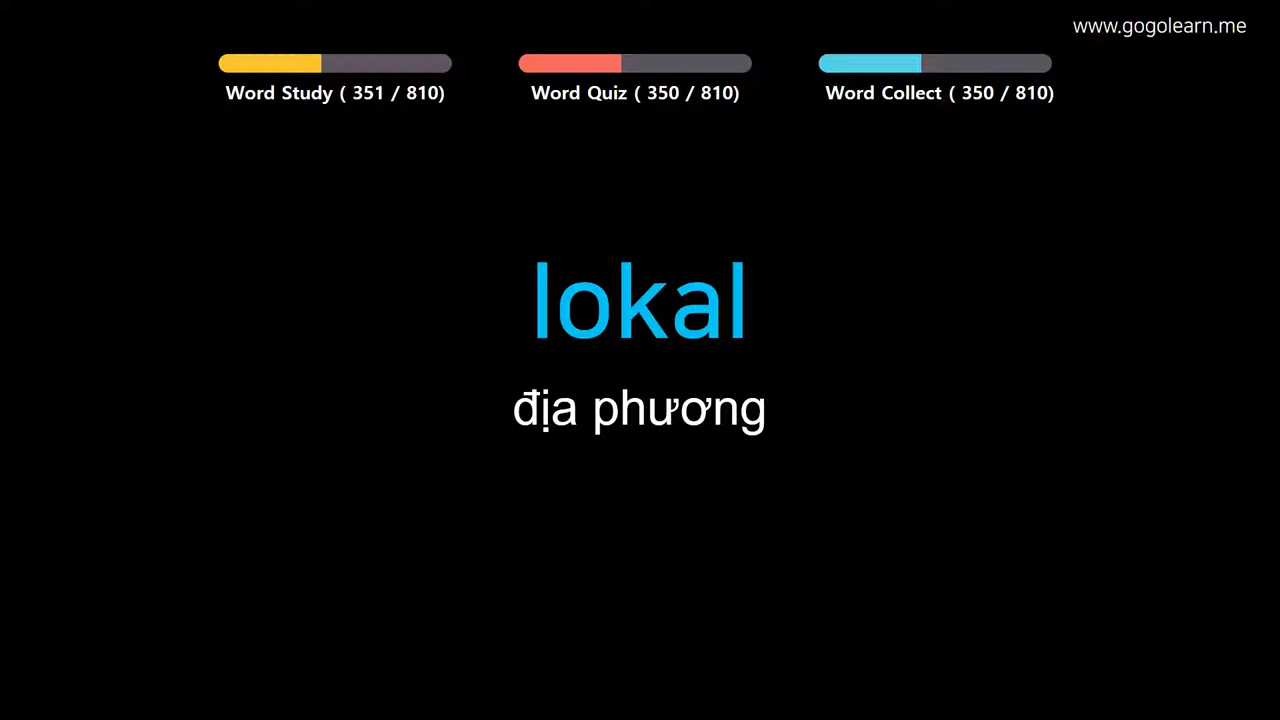 www.gogolearn.me
Word Study ( 351 / 810)
Word Quiz ( 350 / 810)
Word Collect ( 350 / 810)
lokal
địa phương